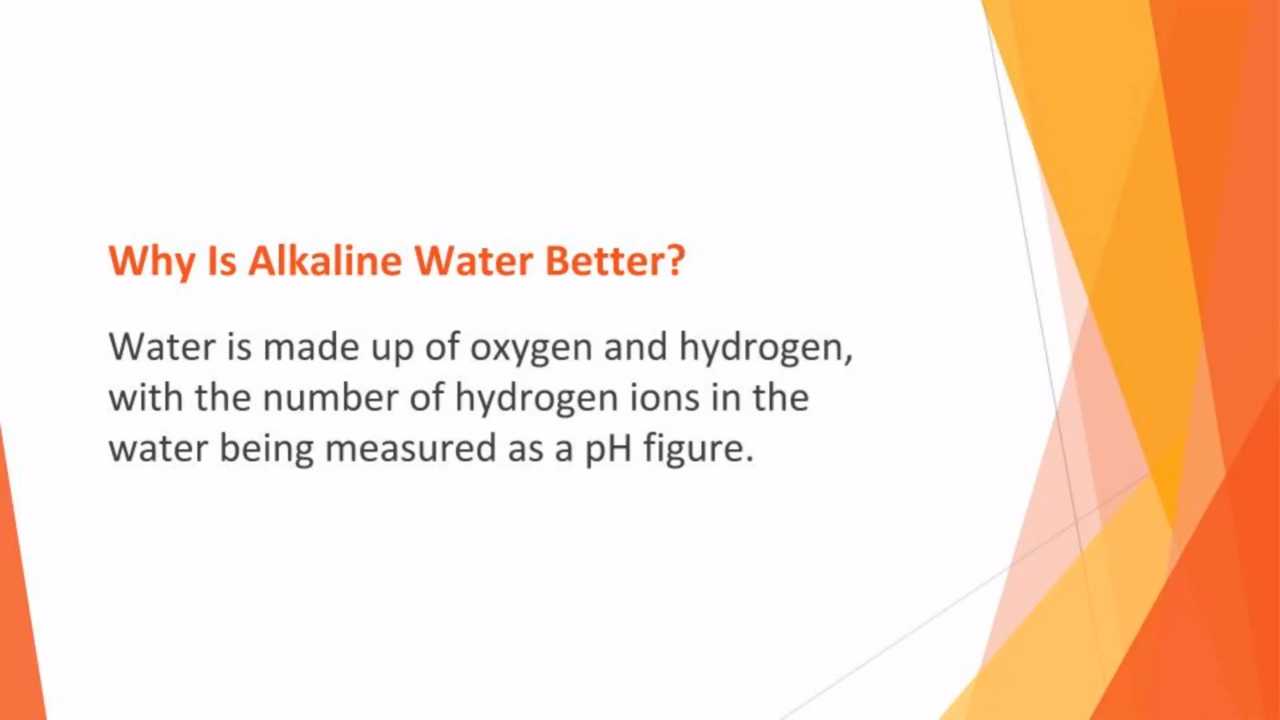 Why Is Alkaline Water Better?
Water is made up of oxygen and hydrogen,
with the number of hydrogen ions in the
water being measured as a pH figure.